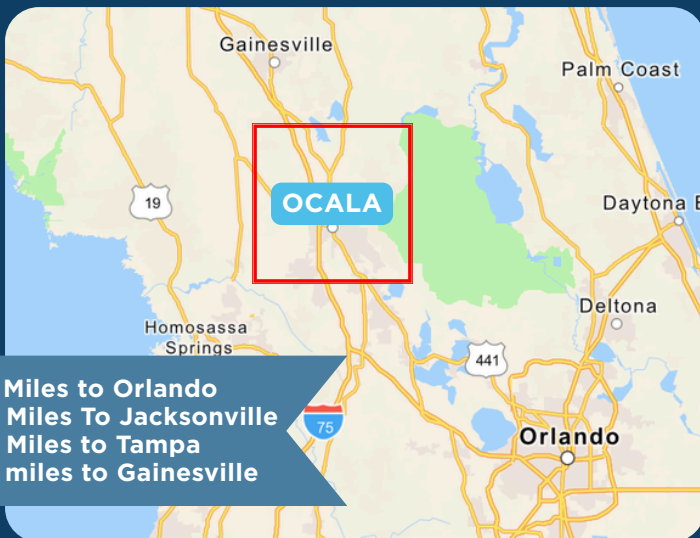 Gainesville
Palm Coast
19
OCALA
Daytona B
Deltona
Homosassa
Springs
441
Miles to Orlando
Miles To Jacksonville
Miles to Tampa
miles to Gainesville
75
Orlando